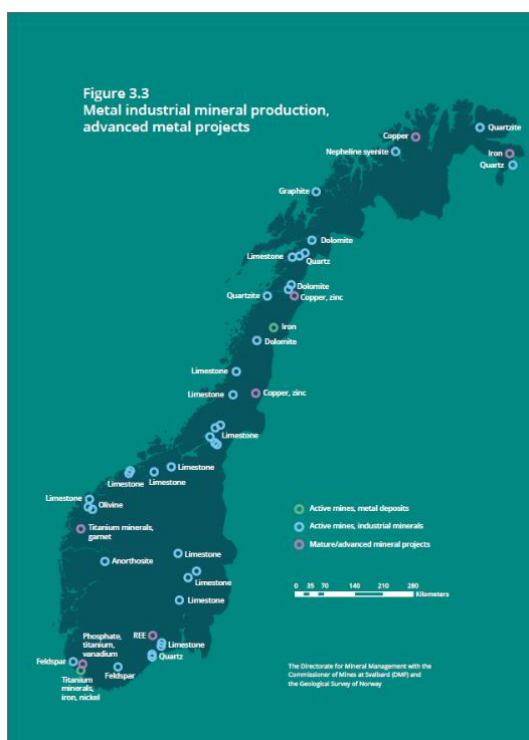 Figure 3.3
Metal industrial mineral production,
advanced metal projects
Quartzite
Copper
Nepheline syenite
Iron
Quartz
Graphite
Dolomite
Limestone
Quartz
Dolomite
Quartzite
Copper, zinc
Iron
Dolomite
Limestone
Limestone
Copper, zinc
Limestone
Limestone
Limestone
Limestone
Limestone
Olivine
Titanium minerals,
garnet
Anorthosite
Limestone
Limestone
Limestone
Active mines, metal deposits
Active mines, industrial minerals
Mature/advanced mineral projects
0 35 70 140 210 280
Kilometers
REE
Phosphate,
titanium,
vanadium
Limestone
Quartz
Feldspar
Feldspar
Titanium
minerals,
iron, nickel
The Directorate for Mineral Management with the
Commissioner of Mines at Svalbard (DMF) and
the Geological Survey of Norway